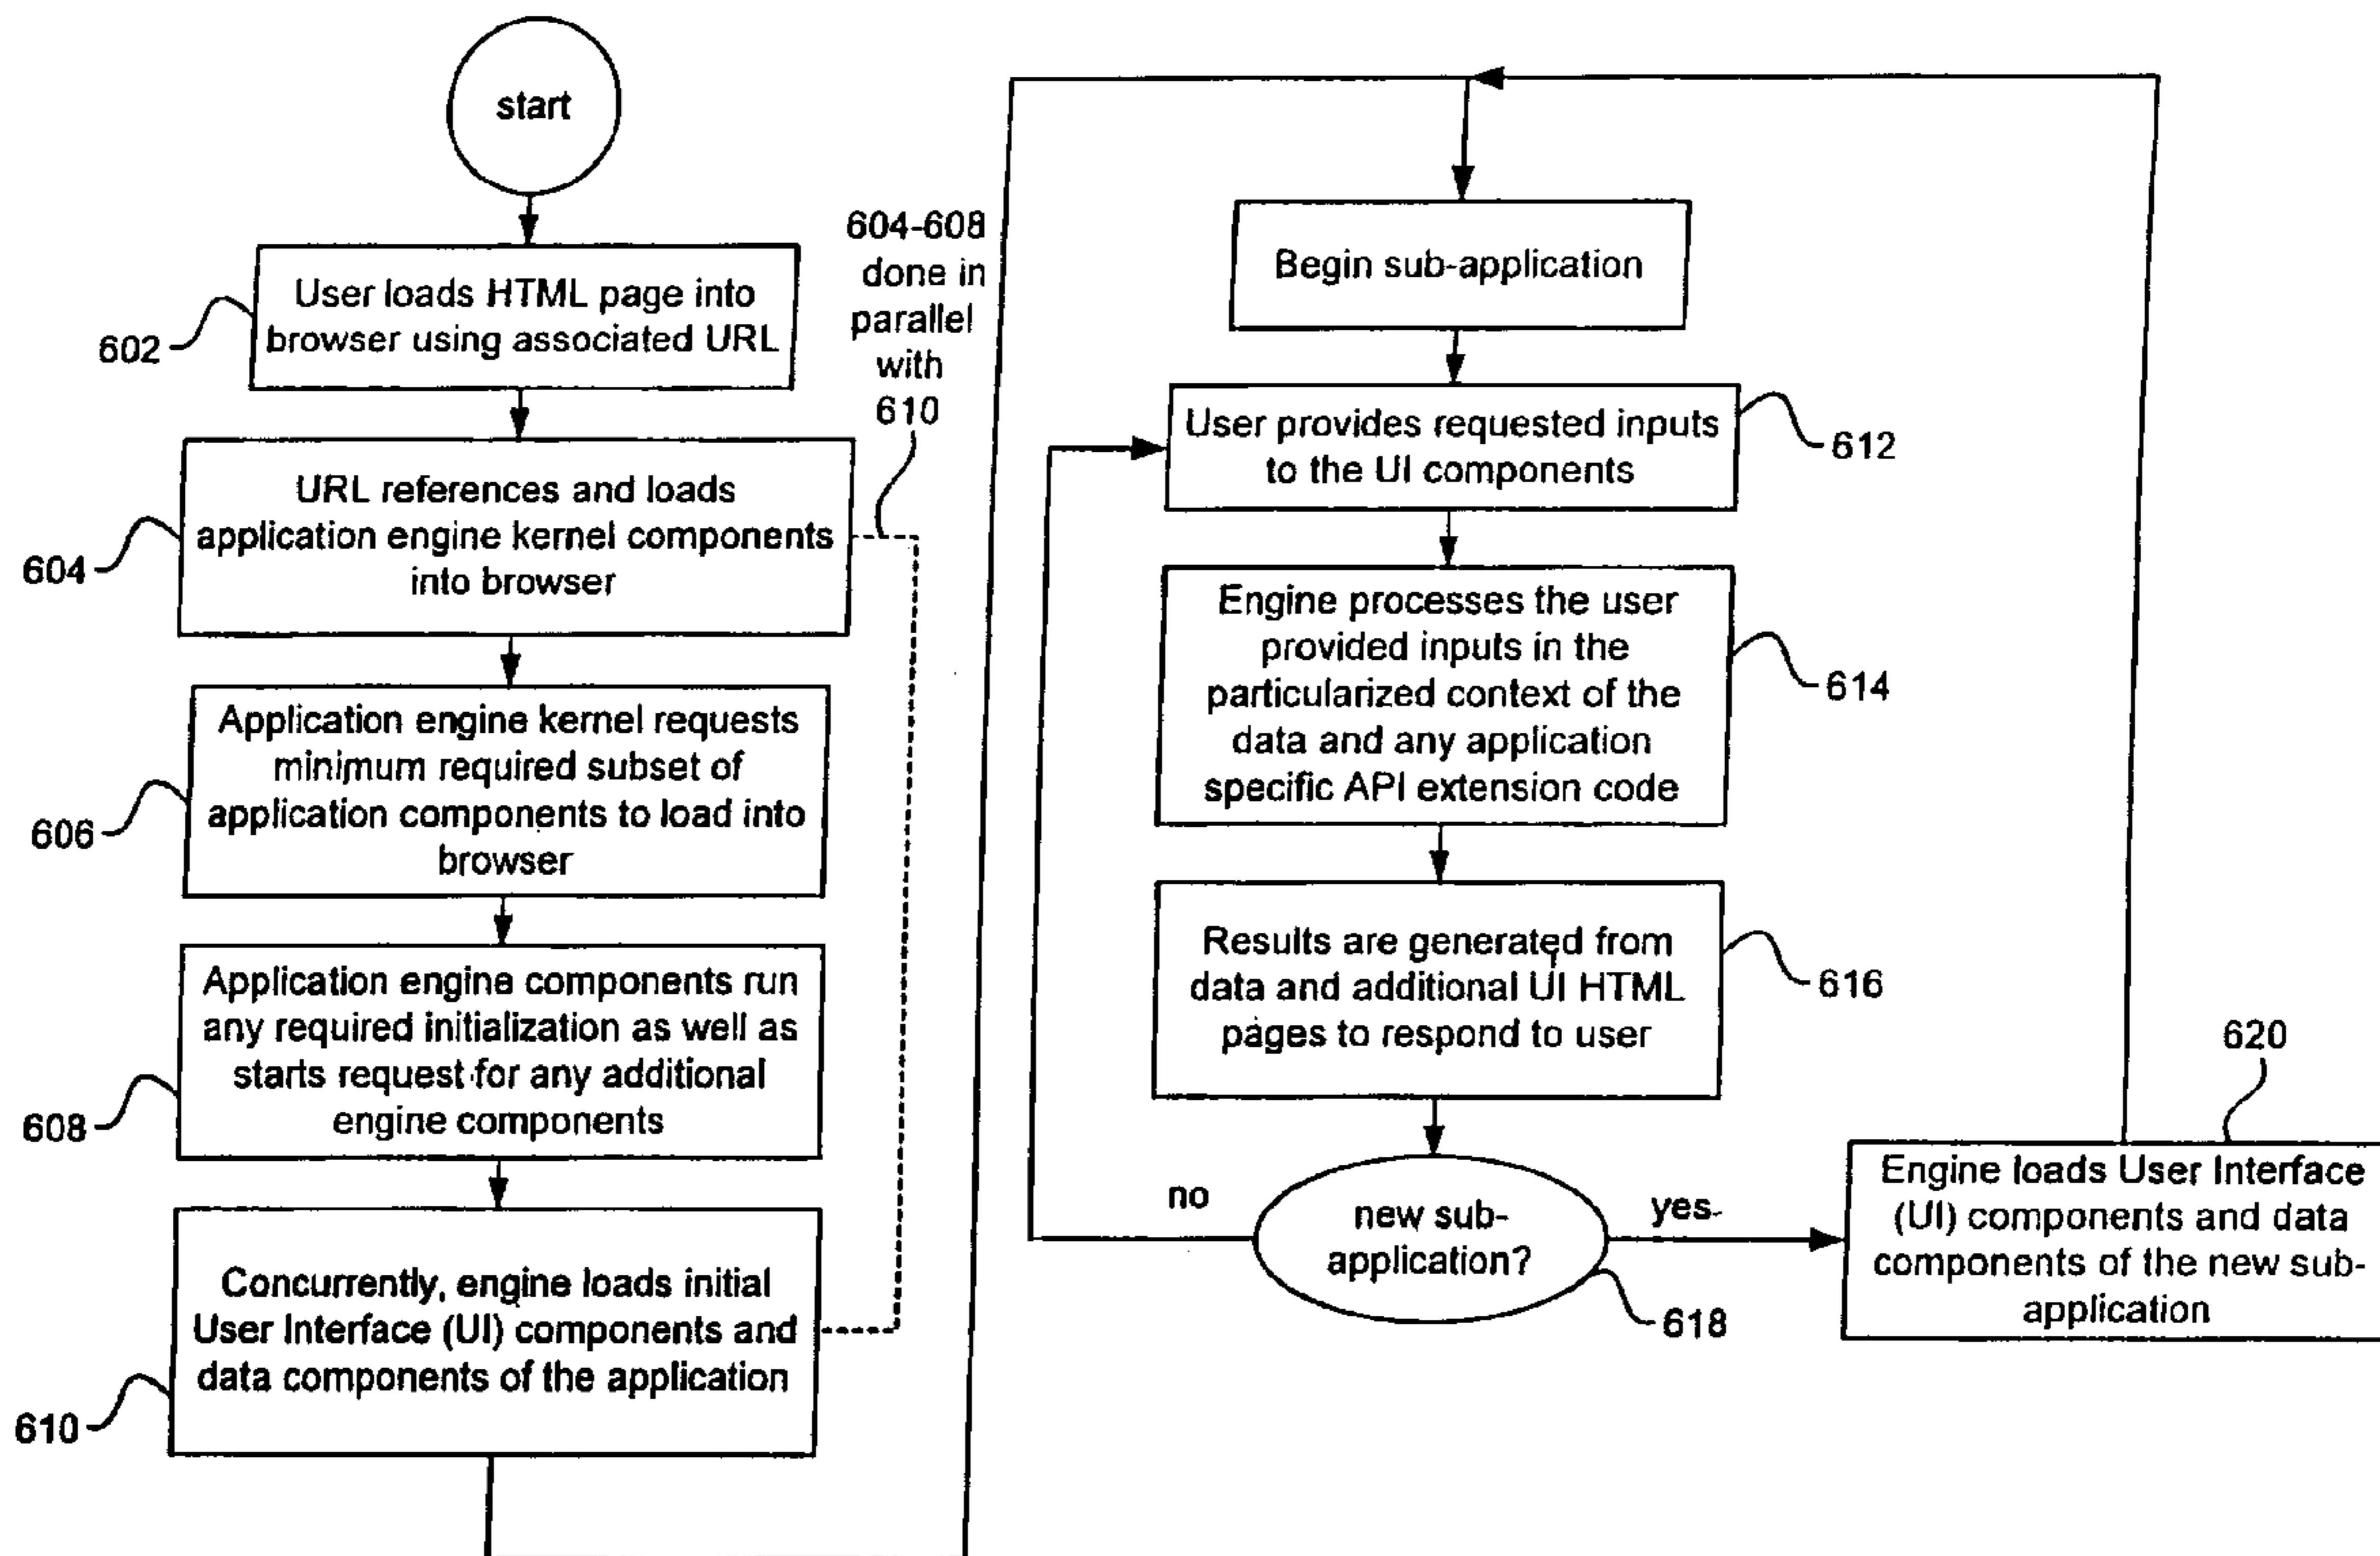 start
User loads HTML page into
browser using associated URL
602
604-608
done in
parallel
with
610
URL references and loads
application engine kernel components
into browser
604
Application engine kernel requests
minimum required subset of
application components to load into
browser
606
Application engine components run
any required initialization as well as
starts request for any additional
engine components
608
Concurrently, engine loads initial
User Interface (UI) components and
data components of the application
610
Begin sub-application
User provides requested inputs
to the UI components
612
Engine processes the user
provided inputs in the
particularized context of the
data and any application
specific API extension code
614
Results are generated from
data and additional UI HTML
pages to respond to user
616
new sub-
application?
618
no
yes
620
Engine loads User Interface
(UI) components and data
components of the new sub-
application